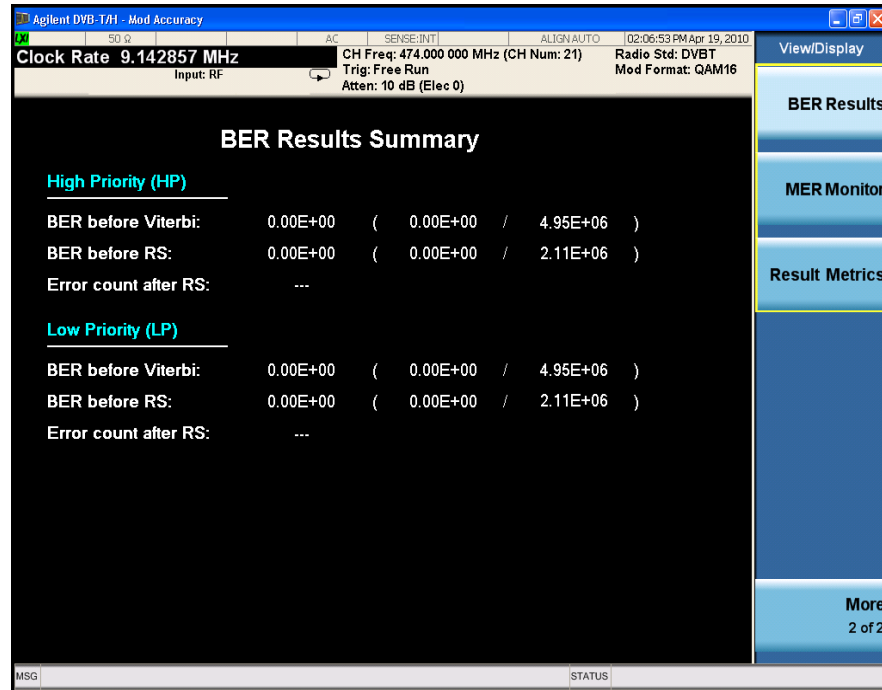 Agilent DVB-T/H - Mod Accuracy
LXI 50 Ω AC SENSE:INT ALIGN AUTO 02:06:53 PM Apr 19, 2010
Clock Rate 9.142857 MHz
Input: RF
CH Freq: 474.000 000 MHz (CH Num: 21)
Trig: Free Run
Atten: 10 dB (Elec 0)
Radio Std: DVBT
Mod Format: QAM16
BER Results Summary
High Priority (HP)
BER before Viterbi: 0.00E+00 ( 0.00E+00 / 4.95E+06 )
BER before RS: 0.00E+00 ( 0.00E+00 / 2.11E+06 )
Error count after RS: ---
Low Priority (LP)
BER before Viterbi: 0.00E+00 ( 0.00E+00 / 4.95E+06 )
BER before RS: 0.00E+00 ( 0.00E+00 / 2.11E+06 )
Error count after RS: ---
View/Display
BER Results
MER Monitor
Result Metrics
More
2 of 2
MSG STATUS